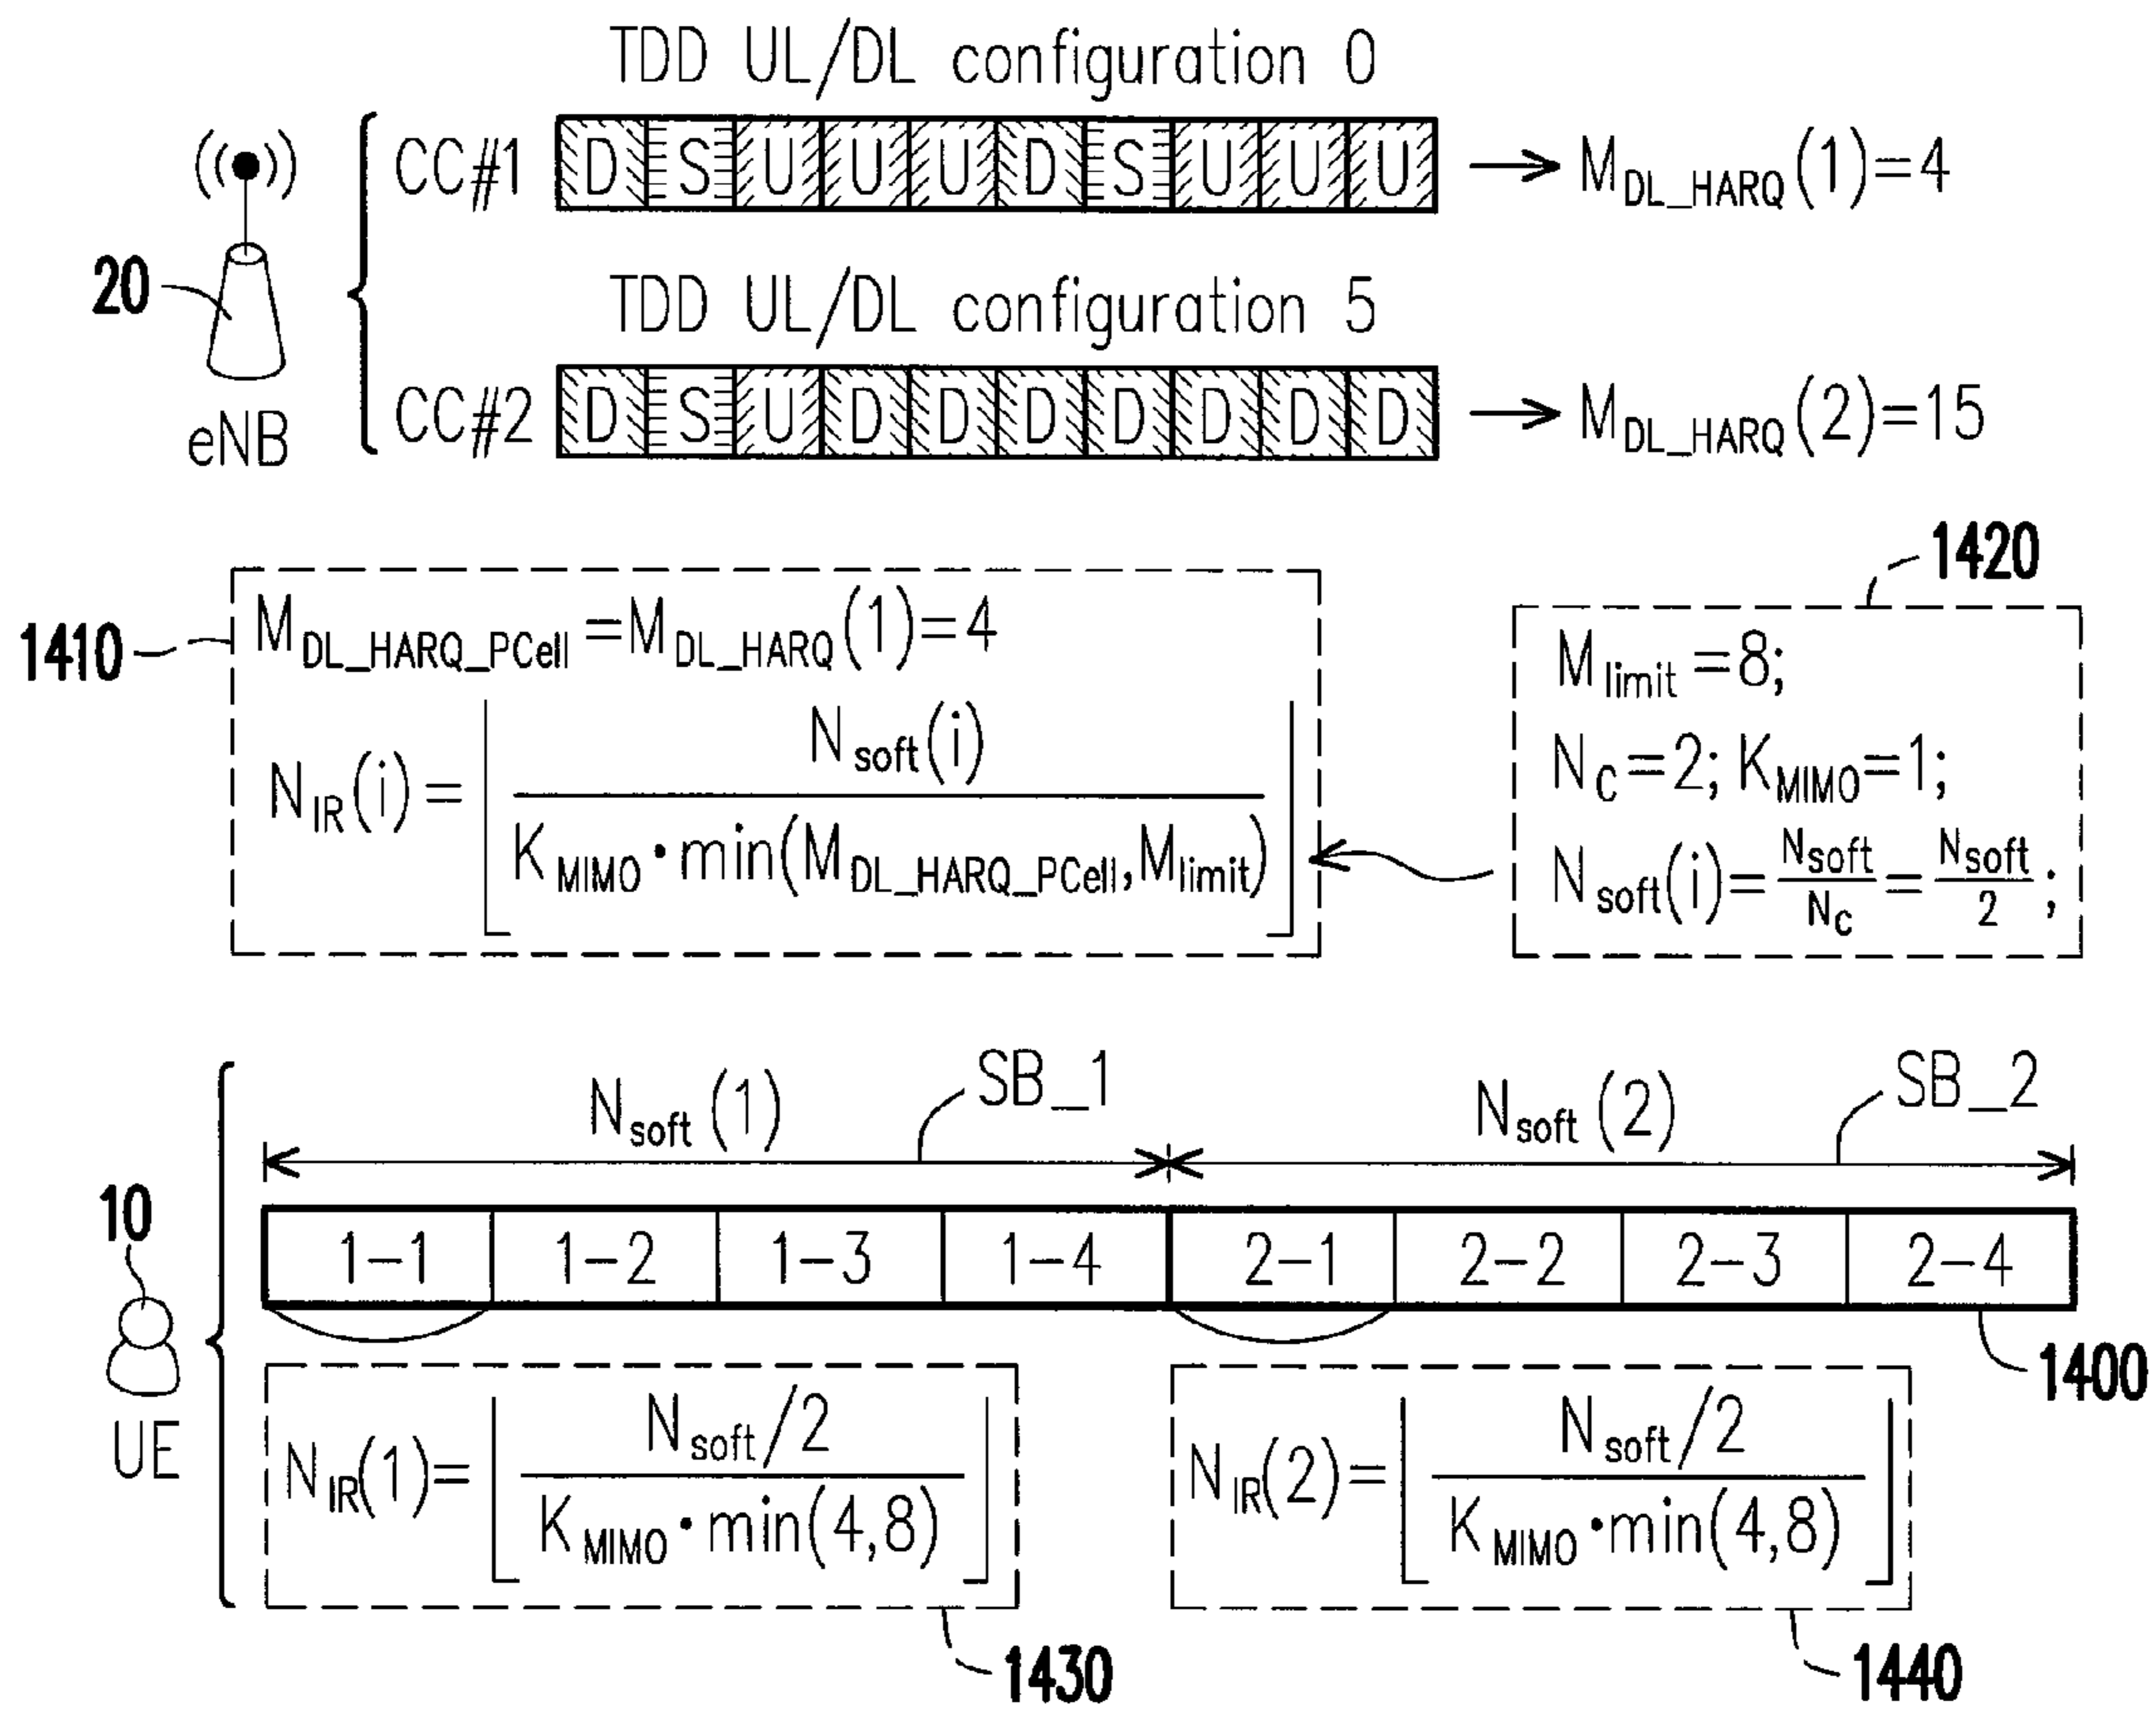 TDD UL/DL configuration 0
CC#1 D S U U U D S U U U → M_DL_HARQ(1)=4
20
TDD UL/DL configuration 5
eNB
CC#2 D S U D D D D D D D → M_DL_HARQ(2)=15
1410
M_DL_HARQ_PCell=M_DL_HARQ(1)=4
N_IR(i)=⌊N_soft(i) / K_MIMO·min(M_DL_HARQ_PCell,M_limit)⌋
1420
M_limit=8;
N_C=2; K_MIMO=1;
N_soft(i)=N_soft/N_C=N_soft/2;
N_soft(1) SB_1 N_soft(2) SB_2
10
UE
1-1 1-2 1-3 1-4 2-1 2-2 2-3 2-4
1400
N_IR(1)=⌊N_soft/2 / K_MIMO·min(4,8)⌋
1430
N_IR(2)=⌊N_soft/2 / K_MIMO·min(4,8)⌋
1440